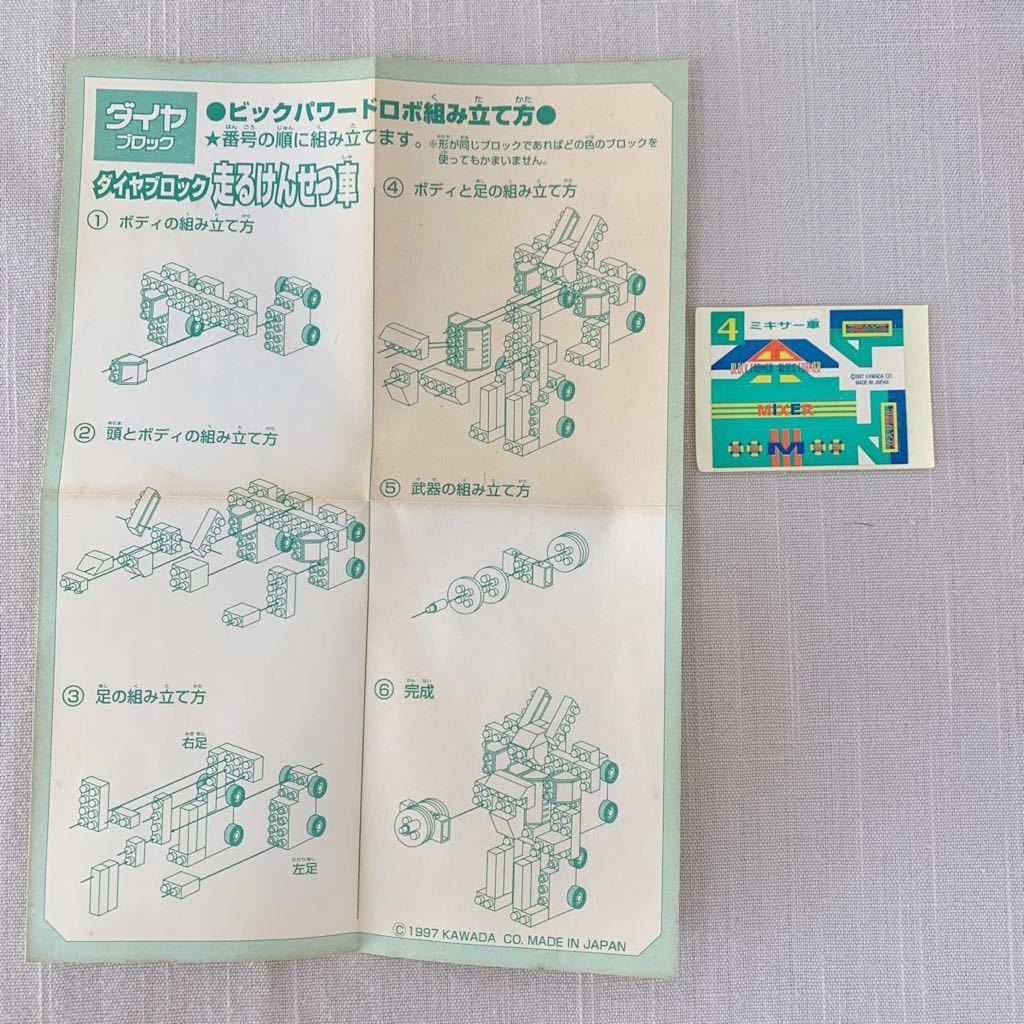 ダイヤ
ブロック
●ビックパワードロボ組み立て方●
★番号の順に組み立てます。※形が同じブロックであればどの色のブロックを
使ってもかまいません。
ダイヤブロック 走るけんせつ車
① ボディの組み立て方
② 頭とボディの組み立て方
③ 足の組み立て方
右足
左足
④ ボディと足の組み立て方
⑤ 武器の組み立て方
⑥ 完成
©1997 KAWADA CO. MADE IN JAPAN
4 ミキサー車
BLOCK FORMER BLOCK FORMER
©1997 KAWADA CO.
MADE IN JAPAN
MIXER
M